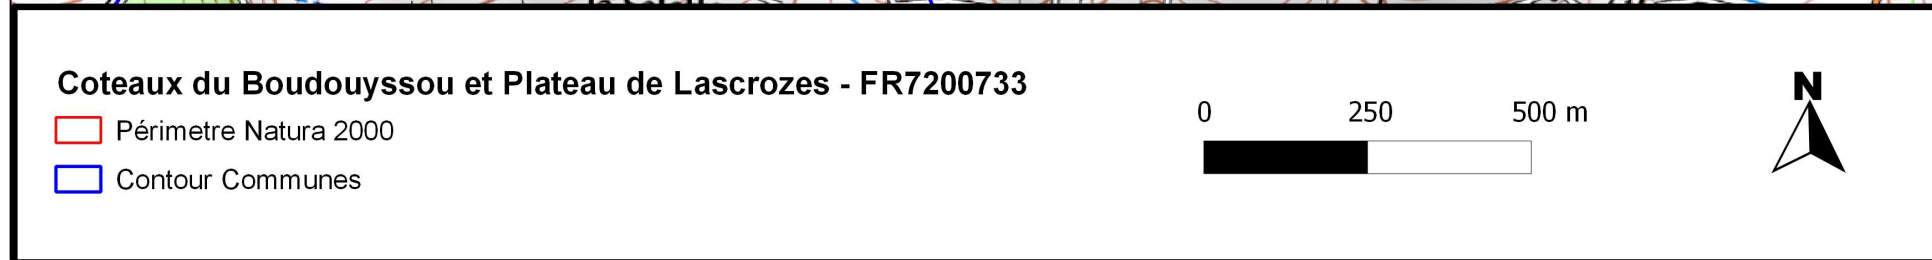 Coteaux du Boudouyssou et Plateau de Lascrozes - FR7200733
Périmetre Natura 2000
Contour Communes
0 250 500 m
N